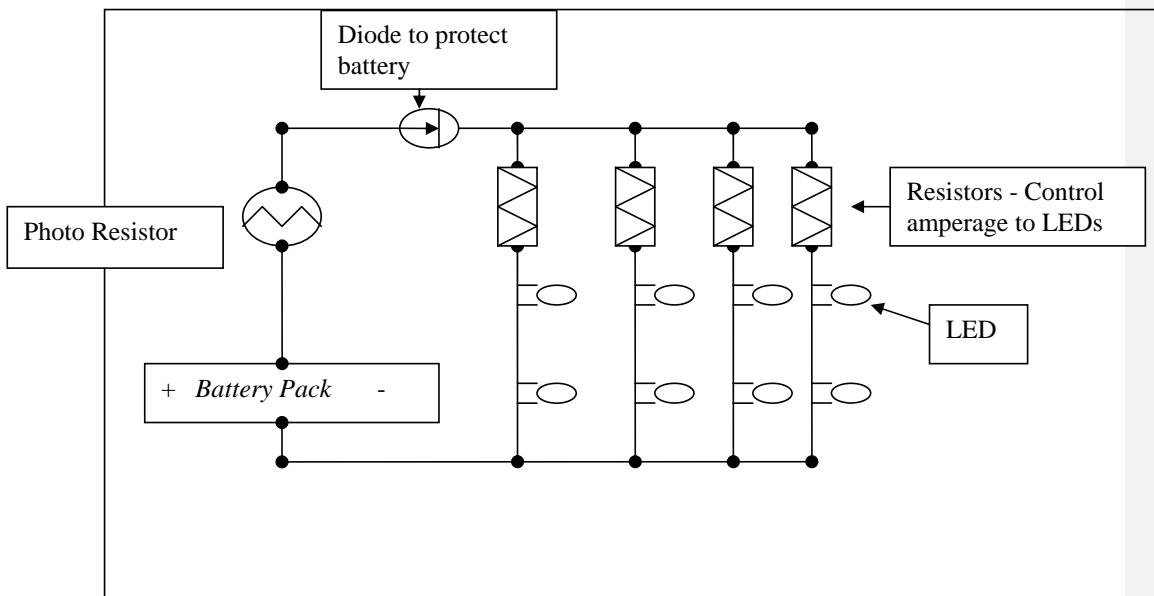 Diode to protect
battery
Photo Resistor
Resistors - Control
amperage to LEDs
LED
+ Battery Pack -